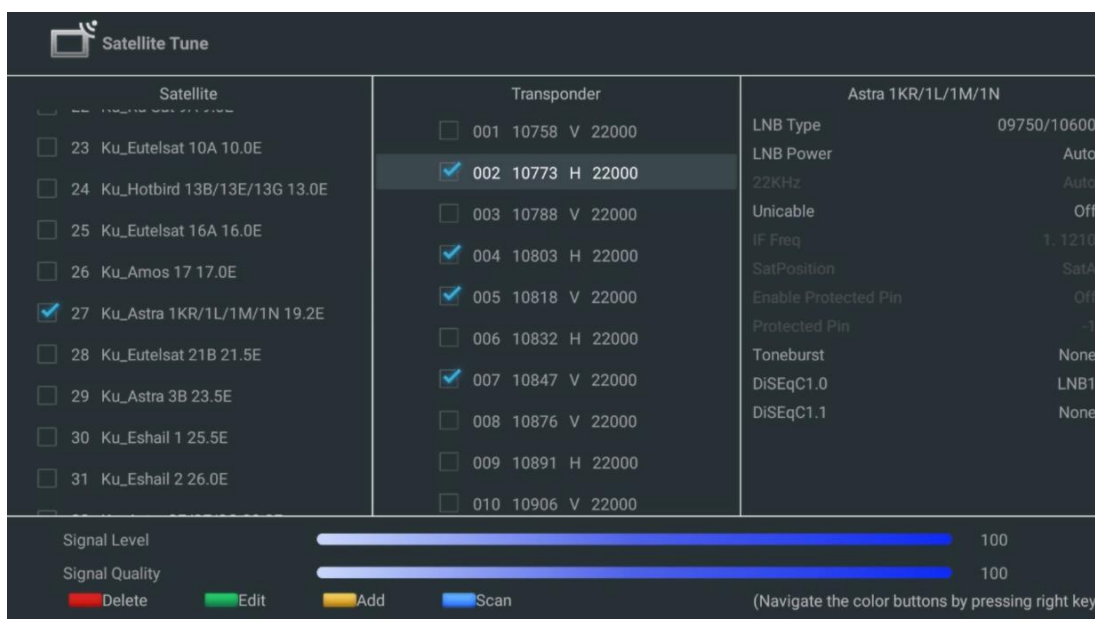 Satellite Tune
Satellite
23 Ku_Eutelsat 10A 10.0E
24 Ku_Hotbird 13B/13E/13G 13.0E
25 Ku_Eutelsat 16A 16.0E
26 Ku_Amos 17 17.0E
27 Ku_Astra 1KR/1L/1M/1N 19.2E
28 Ku_Eutelsat 21B 21.5E
29 Ku_Astra 3B 23.5E
30 Ku_Eshail 1 25.5E
31 Ku_Eshail 2 26.0E
Transponder
001 10758 V 22000
002 10773 H 22000
003 10788 V 22000
004 10803 H 22000
005 10818 V 22000
006 10832 H 22000
007 10847 V 22000
008 10876 V 22000
009 10891 H 22000
010 10906 V 22000
Astra 1KR/1L/1M/1N
LNB Type 09750/10600
LNB Power Auto
22KHz Auto
Unicable Off
IF Freq 1. 1210
SatPosition SatA
Enable Protected Pin Off
Protected Pin -1
Toneburst None
DiSEqC1.0 LNB1
DiSEqC1.1 None
Signal Level 100
Signal Quality 100
Delete Edit Add Scan (Navigate the color buttons by pressing right key